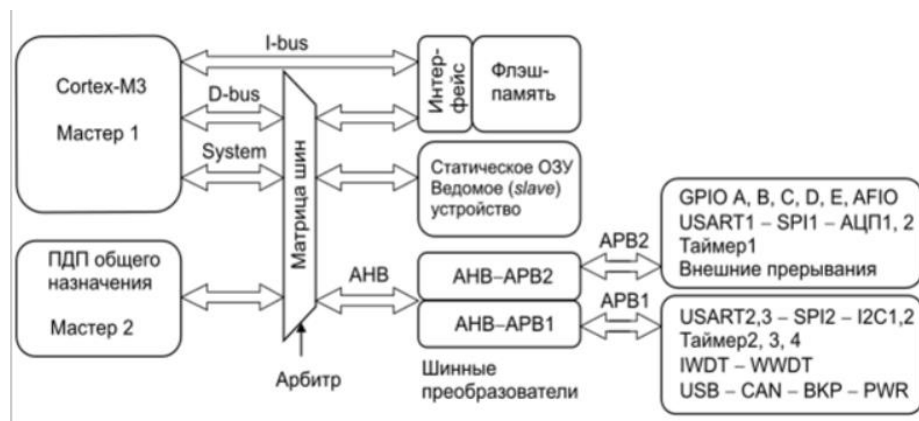 I-bus
Cortex-M3
Мастер 1
D-bus
System
Матрица шин
Интер-
фейс
Флэш-
память
Статическое ОЗУ
Ведомое (slave)
устройство
ПДП общего
назначения
Мастер 2
AHB
Арбитр
AHB–APB2
AHB–APB1
Шинные
преобразователи
APB2
GPIO A, B, C, D, E, AFIO
USART1 – SPI1 – АЦП1, 2
Таймер1
Внешние прерывания
APB1
USART2,3 – SPI2 – I2C1,2
Таймер2, 3, 4
IWDT – WWDT
USB – CAN – BKP – PWR